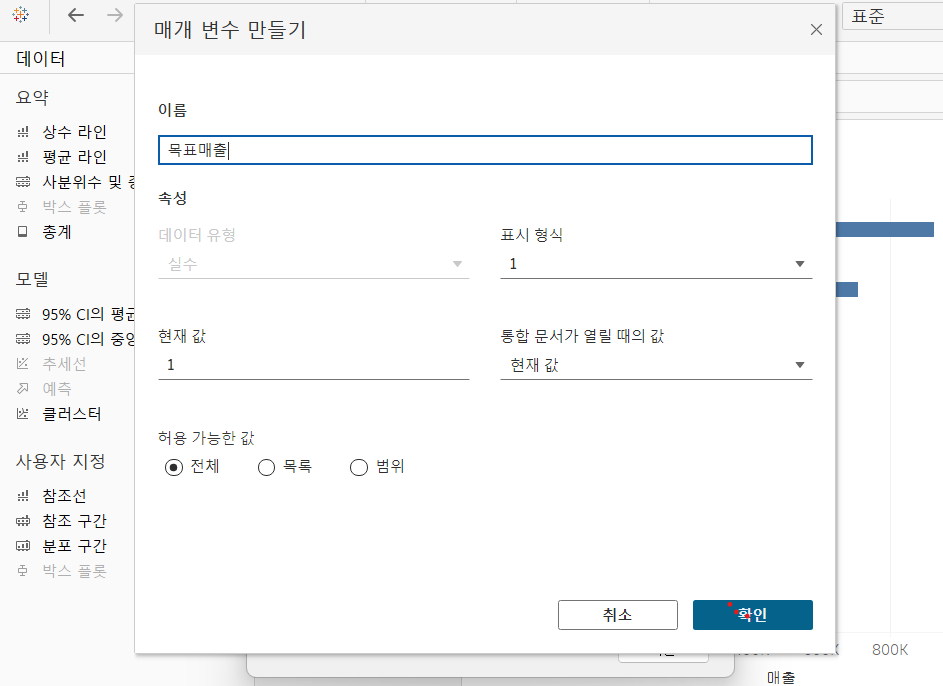 매개 변수 만들기
표준
데이터
요약
상수 라인
평균 라인
사분위수 및
박스 플롯
총계
모델
95% CI의 평균
95% CI의 중앙
추세선
예측
클러스터
사용자 지정
참조선
참조 구간
분포 구간
박스 플롯
이름
목표매출
속성
데이터 유형
표시 형식
실수
1
현재 값
통합 문서가 열릴 때의 값
1
현재 값
허용 가능한 값
전체
목록
범위
취소
확인
800K
매출